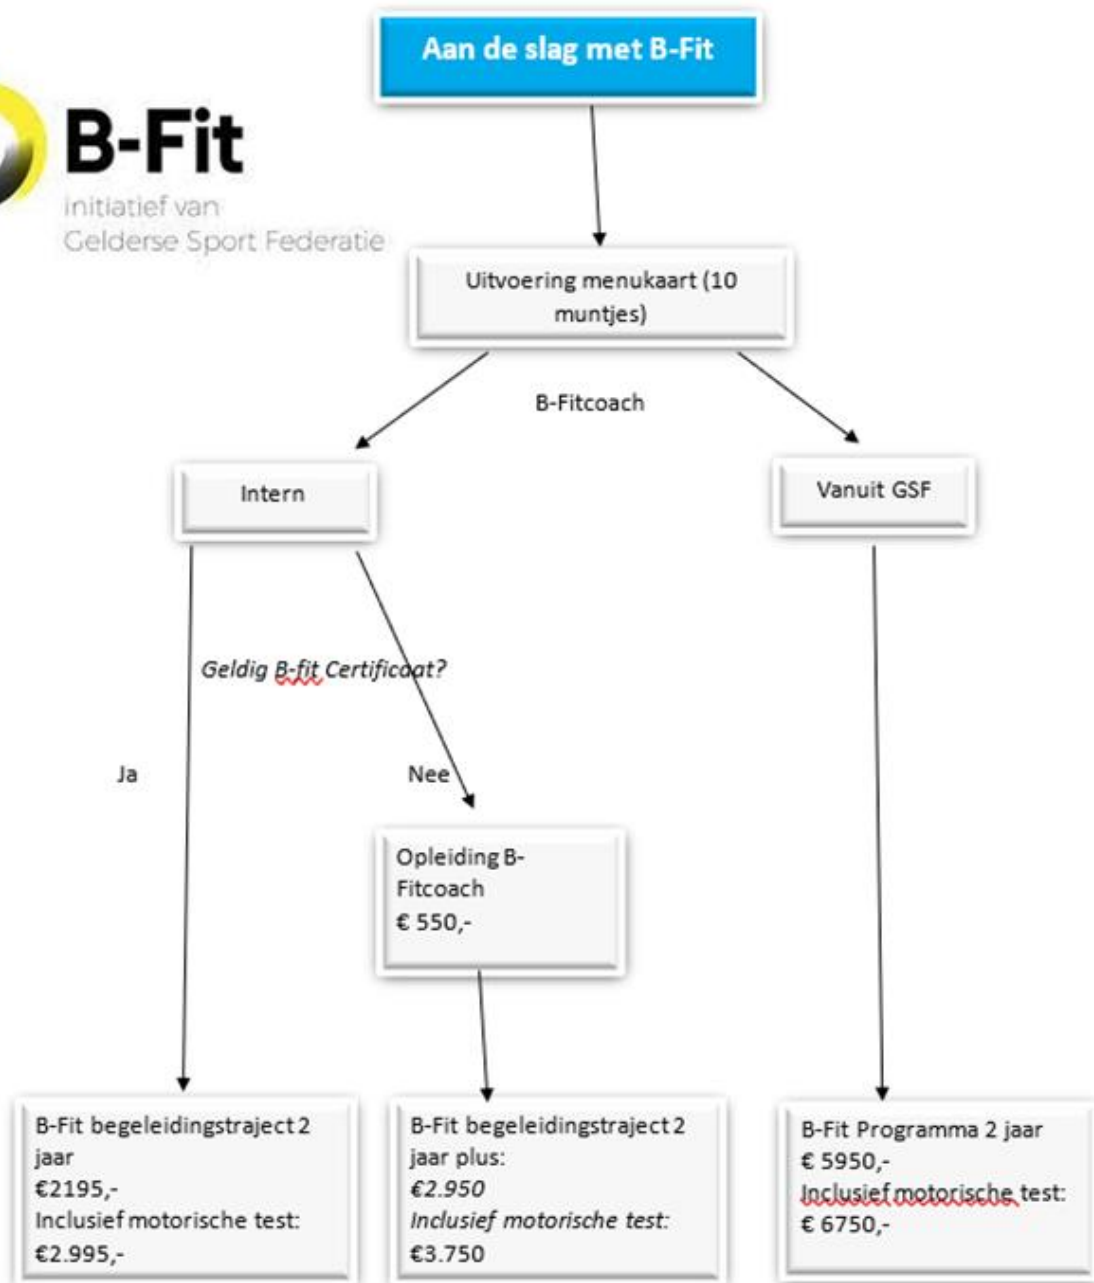 Aan de slag met B-Fit
B-Fit
initiatief van
Gelderse Sport Federatie
Uitvoering menukaart (10
muntjes)
B-Fitcoach
Intern
Vanuit GSF
Geldig B-fit Certificaat?
Ja
Nee
Opleiding B-
Fitcoach
€ 550,-
B-Fit begeleidingstraject 2
jaar
€2195,-
Inclusief motorische test:
€2.995,-
B-Fit begeleidingstraject 2
jaar plus:
€2.950
Inclusief motorische test:
€3.750
B-Fit Programma 2 jaar
€ 5950,-
Inclusief motorische test:
€ 6750,-